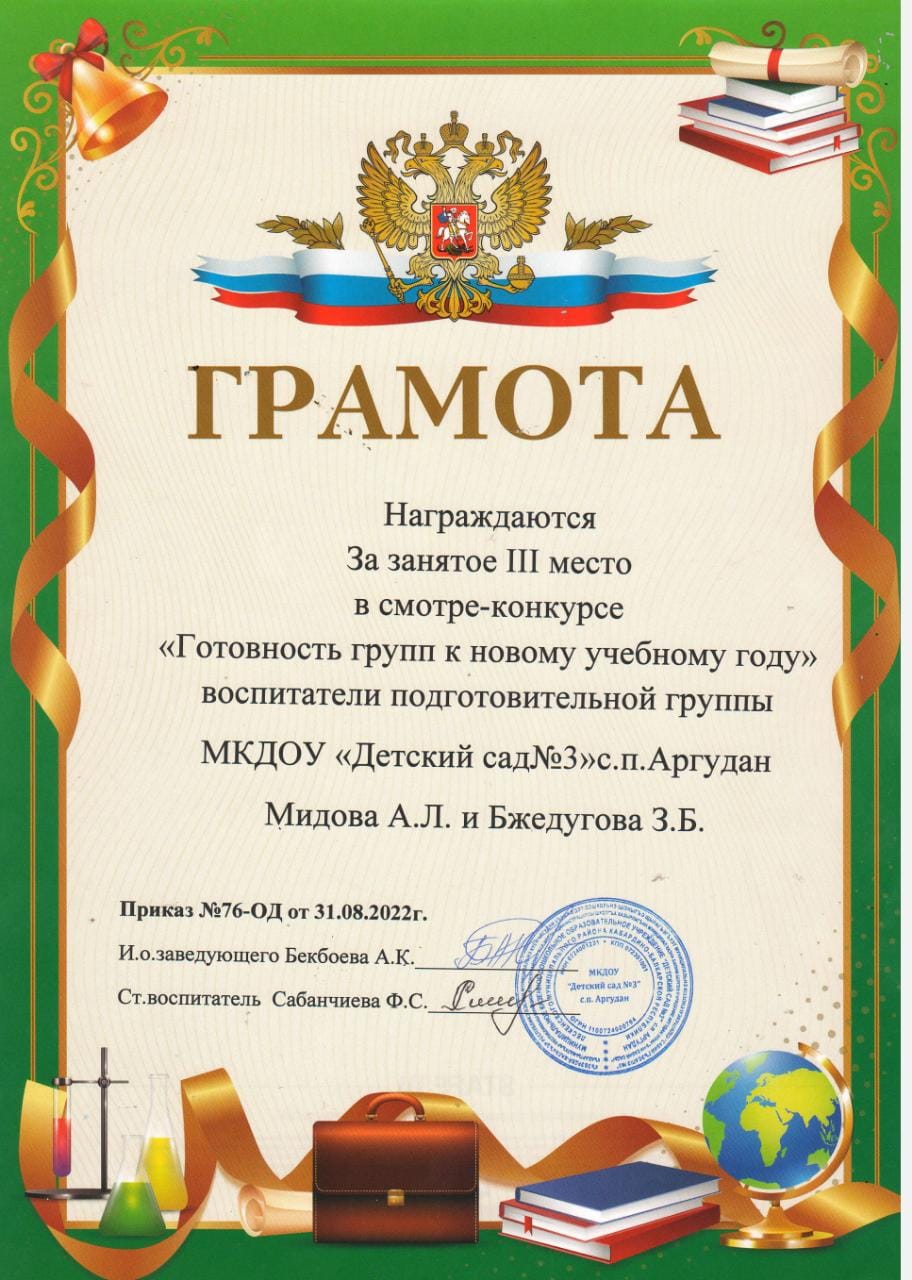 ГРАМОТА
Награждаются
За занятое III место
в смотре-конкурсе
«Готовность групп к новому учебному году»
воспитатели подготовительной группы
МКДОУ «Детский сад№3»с.п.Аргудан
Мидова А.Л. и Бжедугова З.Б.
Приказ №76-ОД от 31.08.2022г.
И.о.заведующего Бекбоева А.К.
Ст.воспитатель Сабанчиева Ф.С.
МКДОУ
"Детский сад №3"
с.п. Аргудан